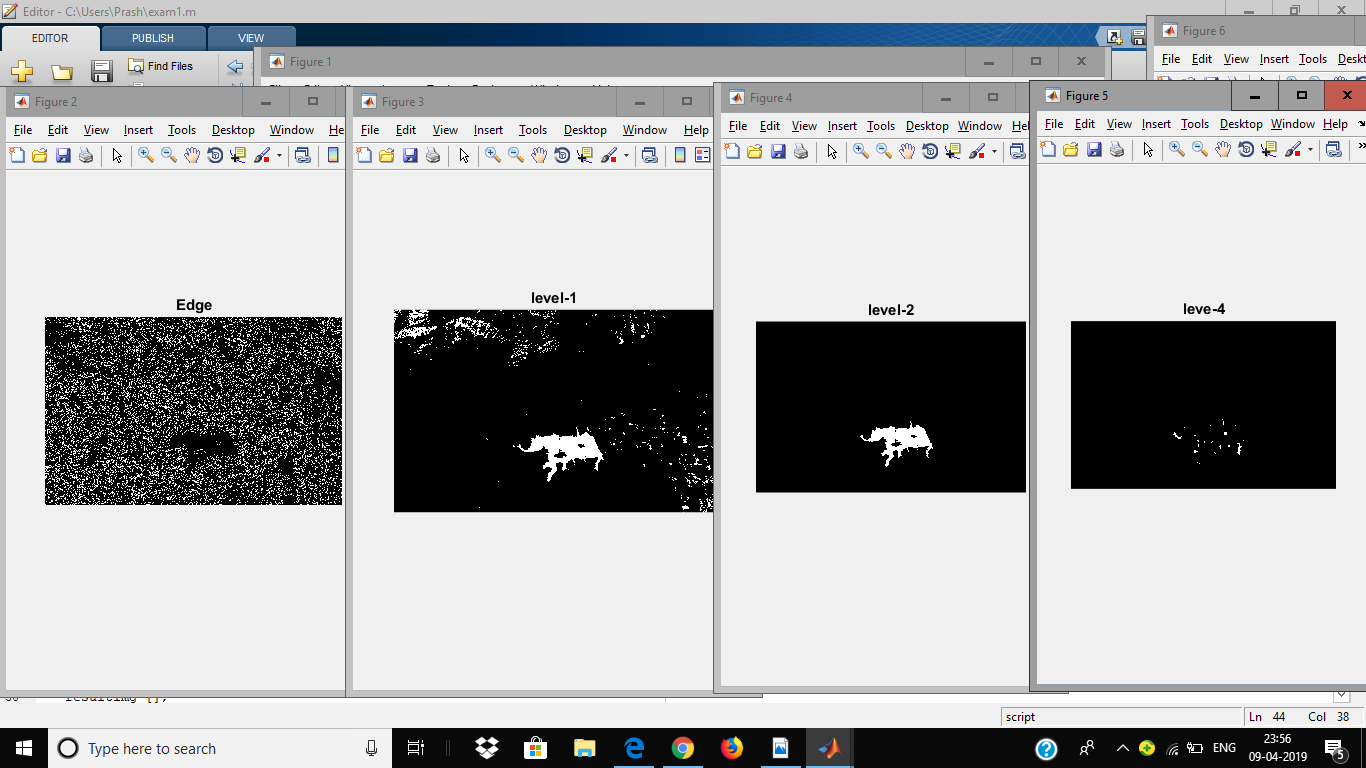 Editor - C:\Users\Prash\exam1.m
EDITOR PUBLISH VIEW
Find Files
Figure 1
Figure 6
File Edit View Insert Tools
Figure 2
File Edit View Insert Tools Desktop Window
Edge
Figure 3
File Edit View Insert Tools Desktop Window Help
level-1
Figure 4
File Edit View Insert Tools Desktop Window
level-2
Figure 5
File Edit View Insert Tools Desktop Window Help
leve-4
script
Ln 44 Col 38
Type here to search
ENG
23:56
09-04-2019
5